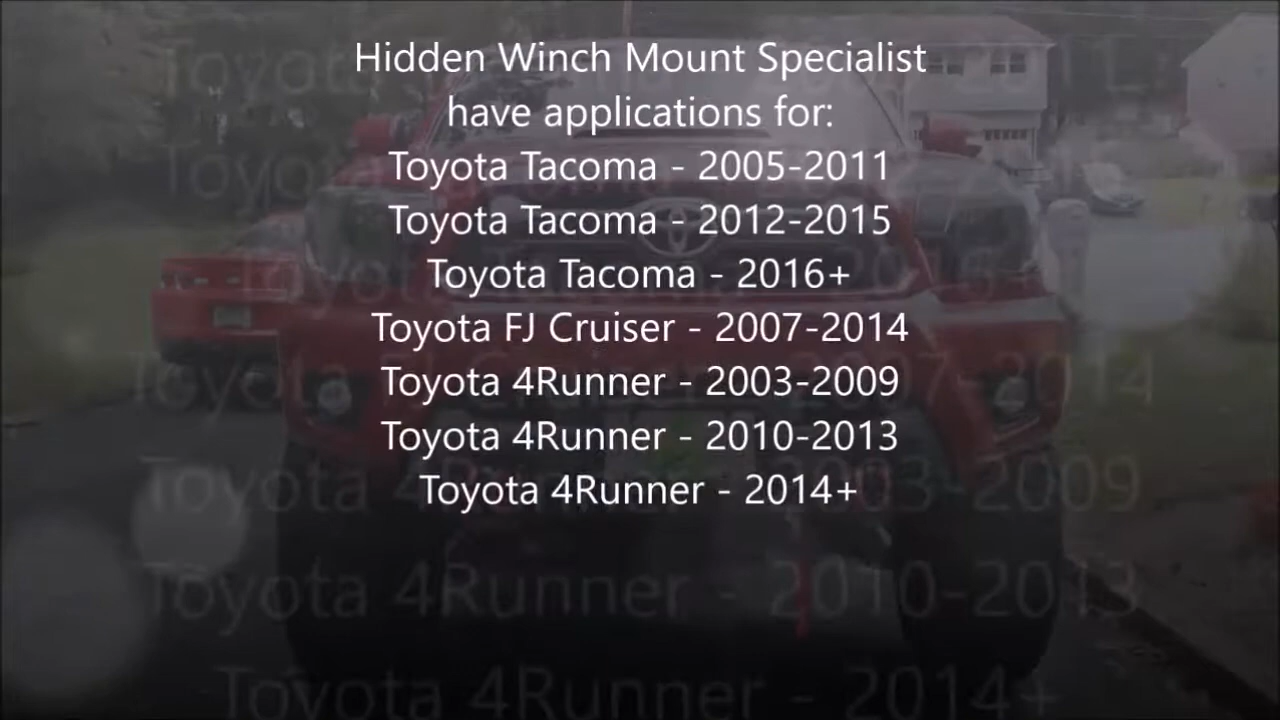 Hidden Winch Mount Specialist
have applications for:
Toyota Tacoma - 2005-2011
Toyota Tacoma - 2012-2015
Toyota Tacoma - 2016+
Toyota FJ Cruiser - 2007-2014
Toyota 4Runner - 2003-2009
Toyota 4Runner - 2010-2013
Toyota 4Runner - 2014+